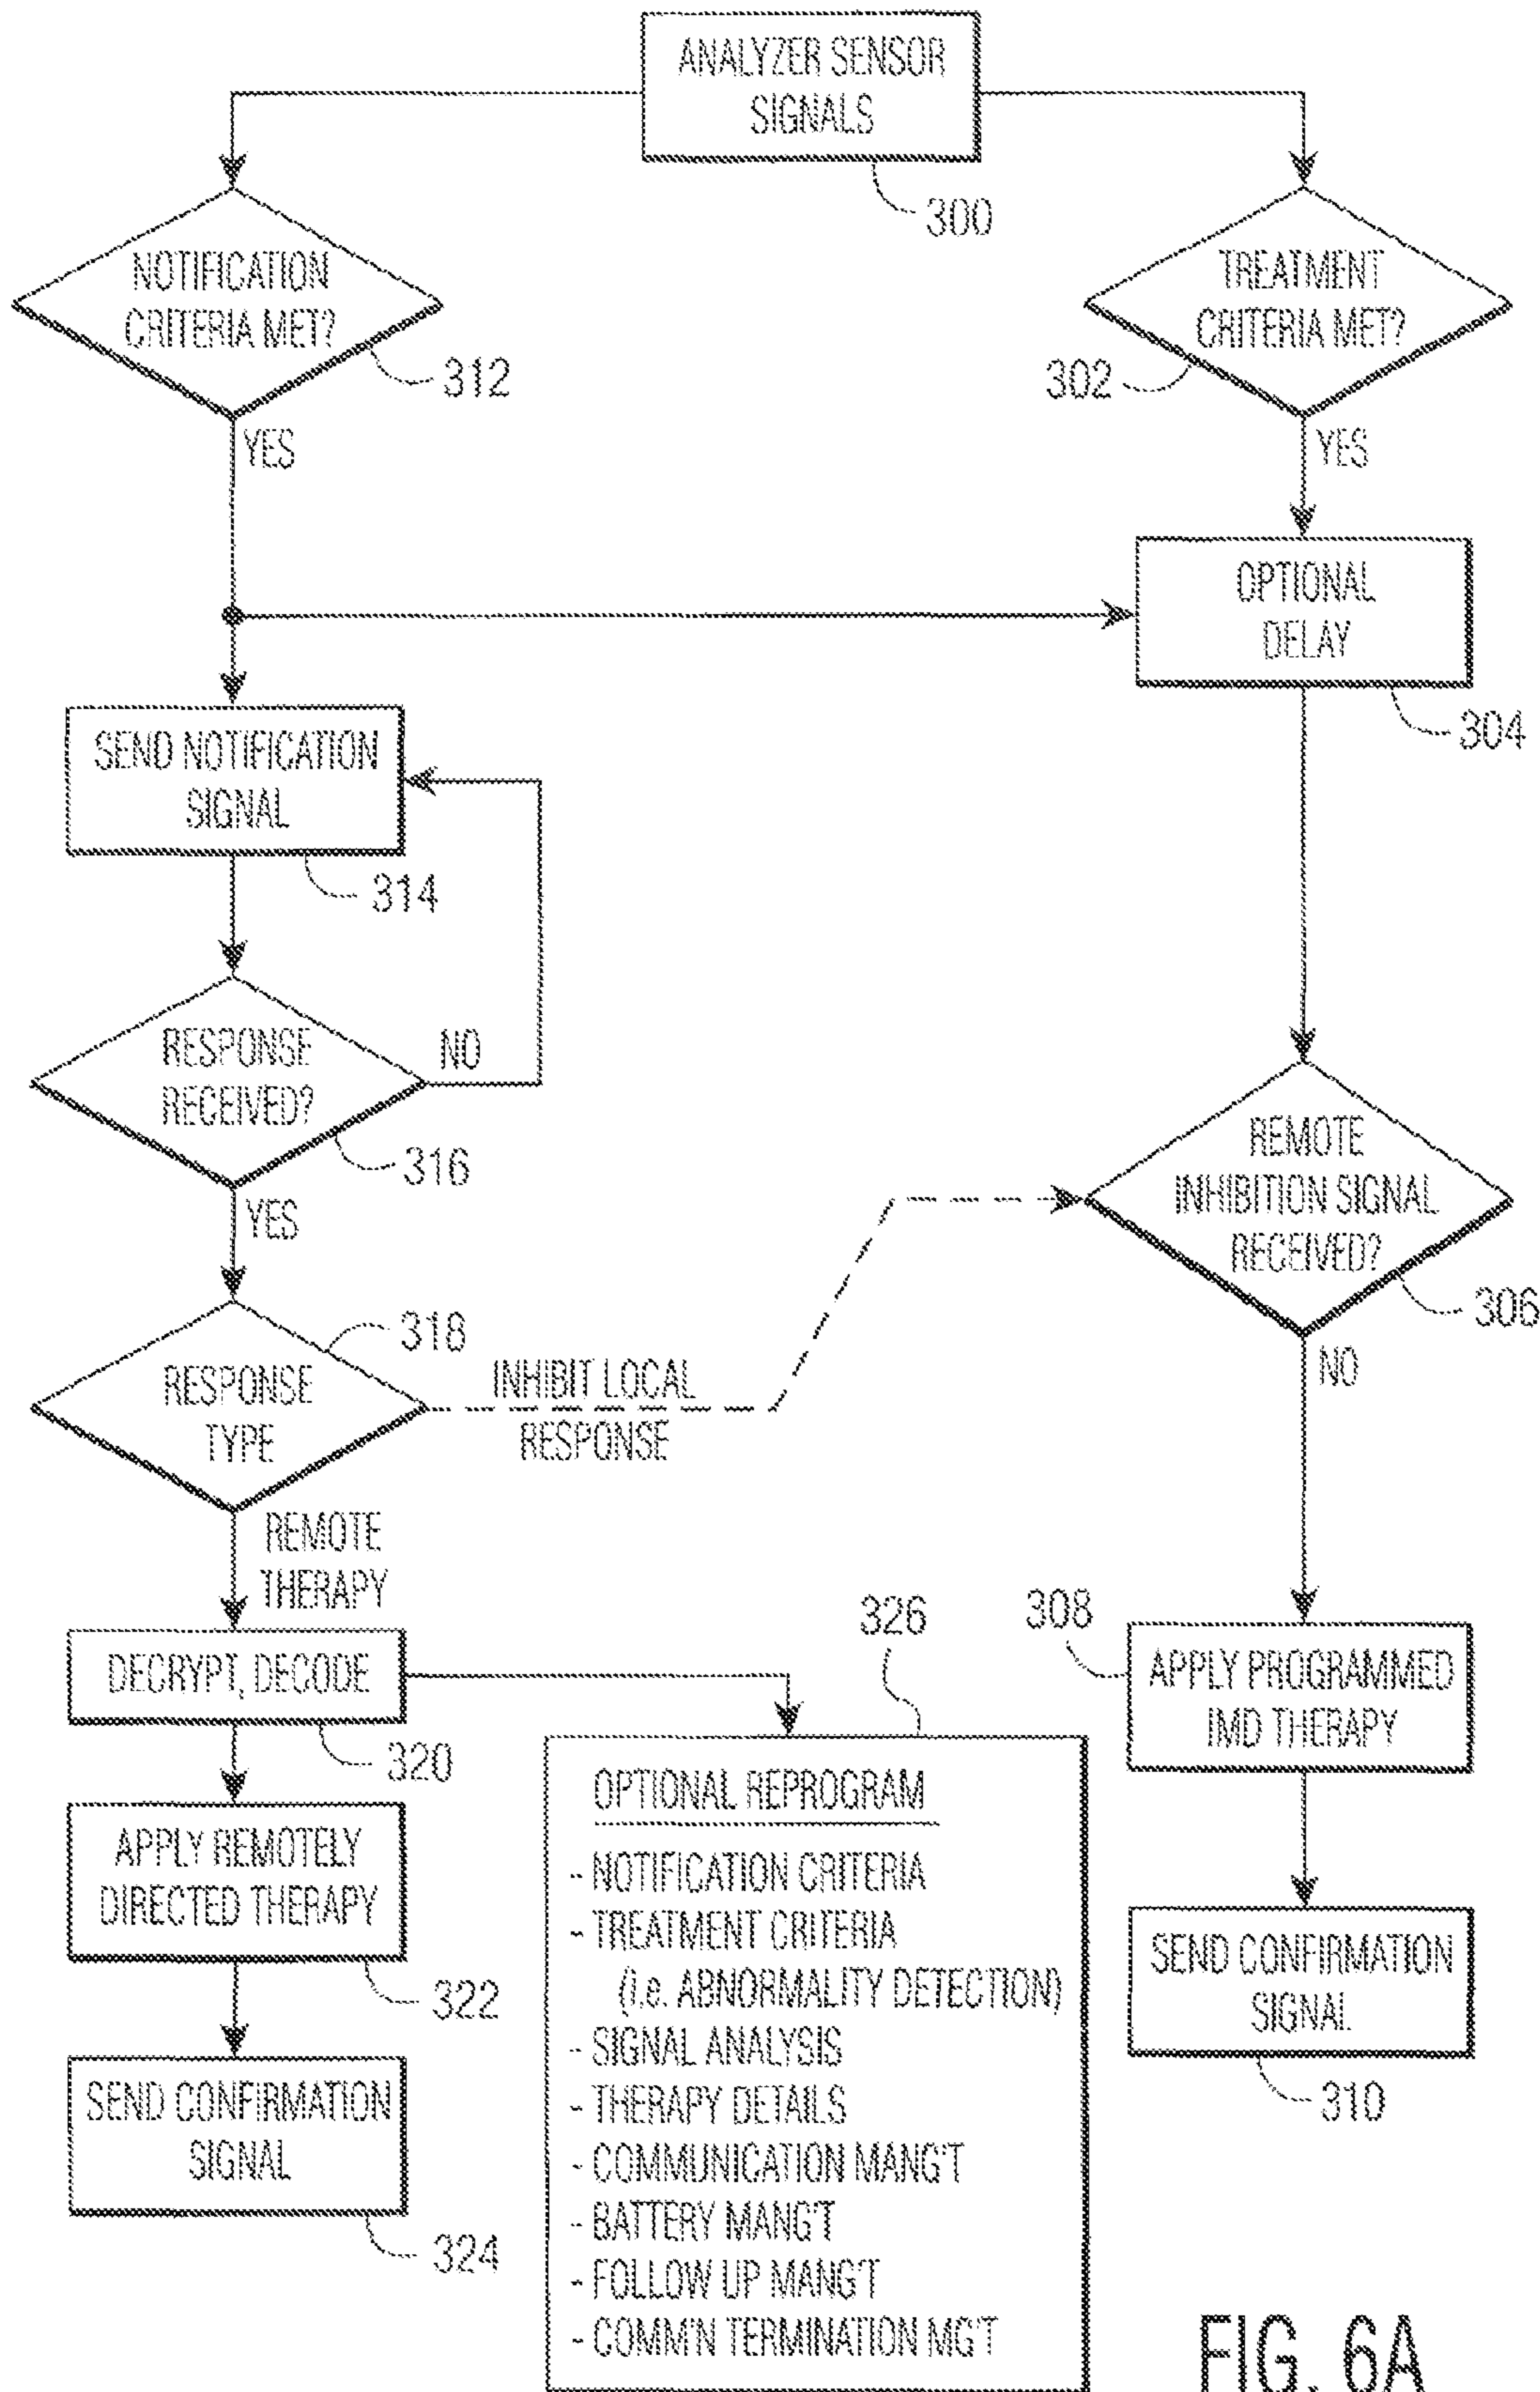 ANALYZER SENSOR
SIGNALS
300
NOTIFICATION
CRITERIA MET?
312
YES
TREATMENT
CRITERIA MET?
302
YES
OPTIONAL
DELAY
304
SEND NOTIFICATION
SIGNAL
314
RESPONSE
RECEIVED?
NO
316
YES
REMOTE
INHIBITION SIGNAL
RECEIVED?
306
NO
318
RESPONSE
TYPE
INHIBIT LOCAL
RESPONSE
REMOTE
THERAPY
DECRYPT, DECODE
320
326
308
APPLY PROGRAMMED
IMD THERAPY
APPLY REMOTELY
DIRECTED THERAPY
322
SEND CONFIRMATION
SIGNAL
324
OPTIONAL REPROGRAM
- NOTIFICATION CRITERIA
- TREATMENT CRITERIA
(i.e. ABNORMALITY DETECTION)
- SIGNAL ANALYSIS
- THERAPY DETAILS
- COMMUNICATION MANG'T
- BATTERY MANG'T
- FOLLOW UP MANG'T
- COMM'N TERMINATION MG'T
SEND CONFIRMATION
SIGNAL
310
FIG. 6A